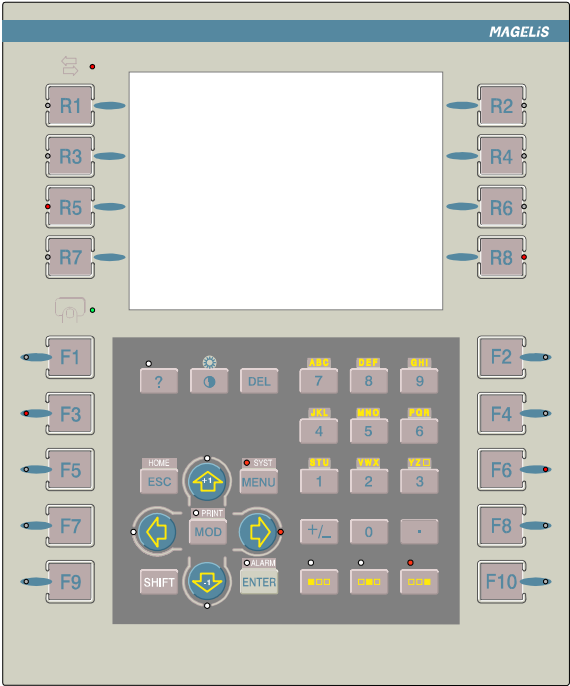 MAGELiS
R1 R2
R3 R4
R5 R6
R7 R8
F1 F2
ABC DEF GHI
? DEL 7 8 9
F3 F4
JKL MNO PQR
4 5 6
HOME +1 SYST STU VWX YZ
F5 ESC MENU 1 2 3 F6
PRINT
F7 MOD +/_ 0 . F8
ALARM
F9 SHIFT -1 ENTER F10